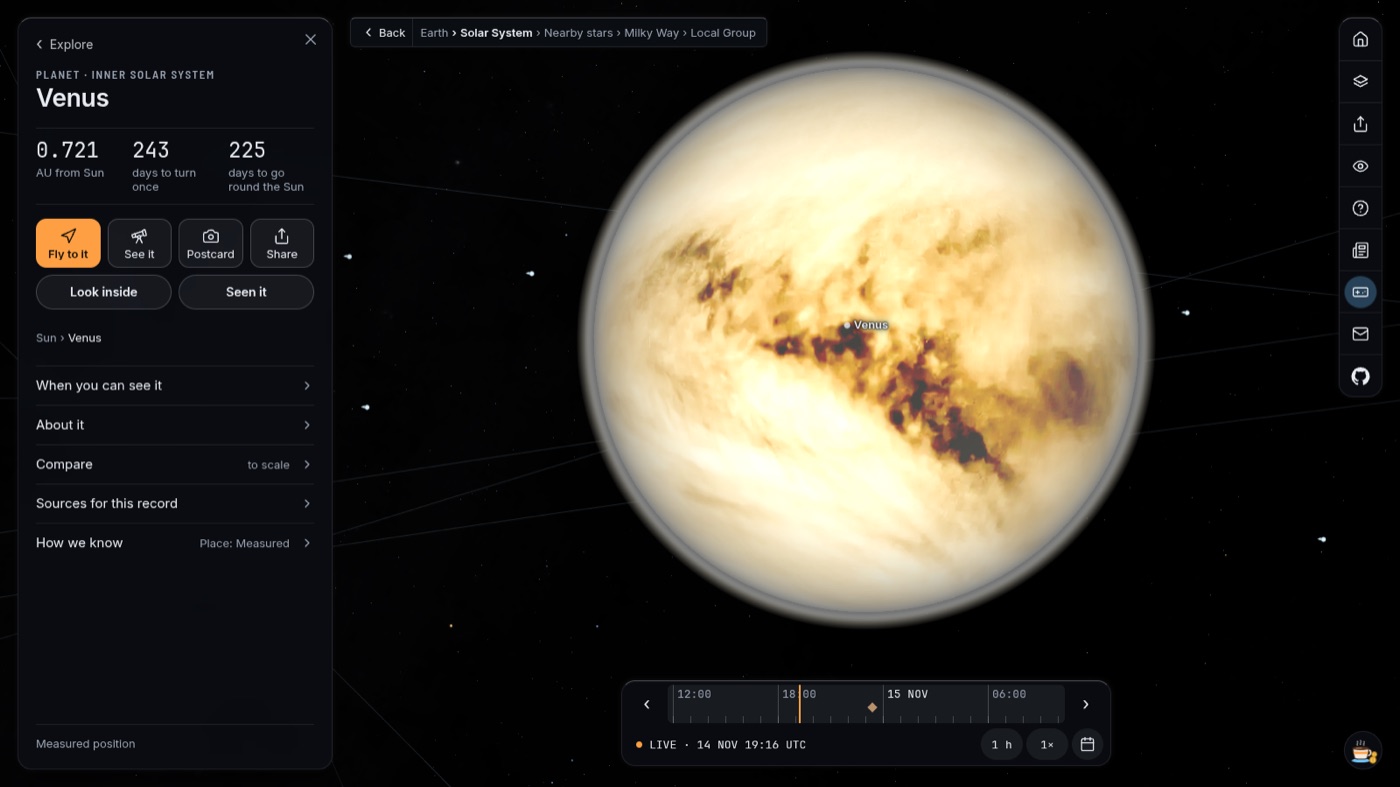 Explore
PLANET · INNER SOLAR SYSTEM
Venus
0.721
AU from Sun
243
days to turn
once
225
days to go
round the Sun
Fly to it
See it
Postcard
Share
Look inside
Seen it
Sun › Venus
When you can see it
About it
Compare
to scale
Sources for this record
How we know
Place: Measured
Measured position
Back
Earth › Solar System › Nearby stars › Milky Way › Local Group
Venus
12:00
18:00
15 NOV
06:00
LIVE · 14 NOV 19:16 UTC
1 h
1×